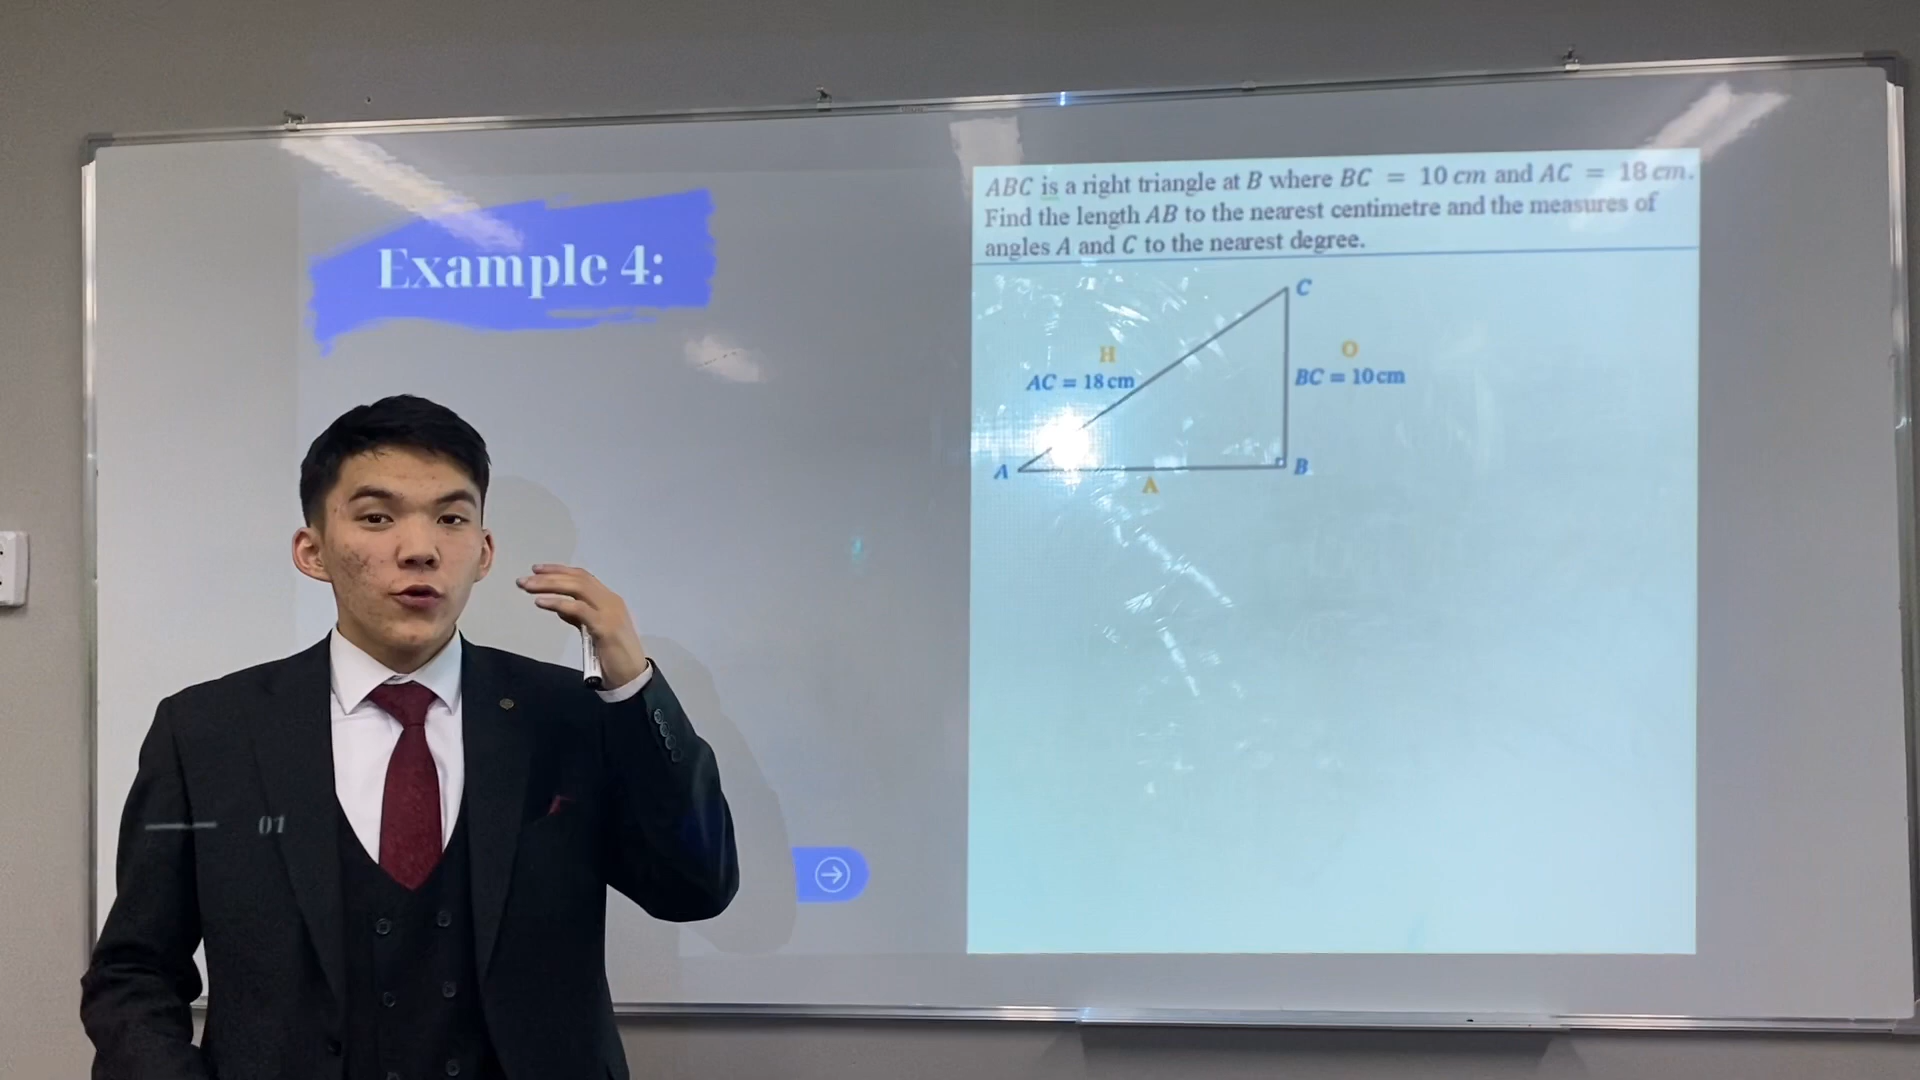 Example 4:
ABC is a right triangle at B where BC = 10 cm and AC = 18 cm.
Find the length AB to the nearest centimetre and the measures of
angles A and C to the nearest degree.
C
H
O
AC = 18 cm
BC = 10 cm
A
B
A
01